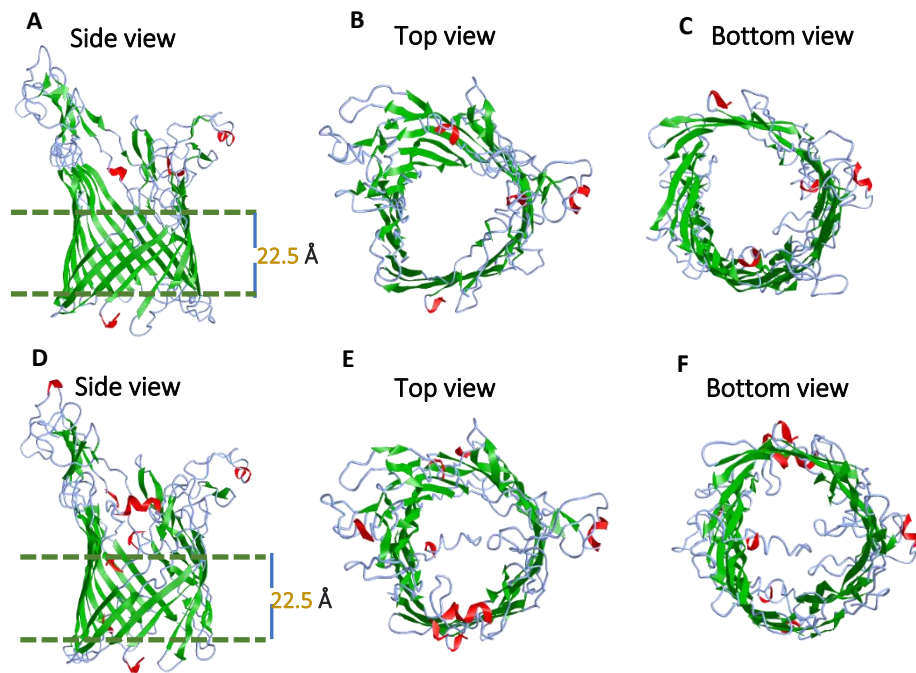 A
Side view
B
Top view
C
Bottom view
22.5 Å
D
Side view
E
Top view
F
Bottom view
22.5 Å